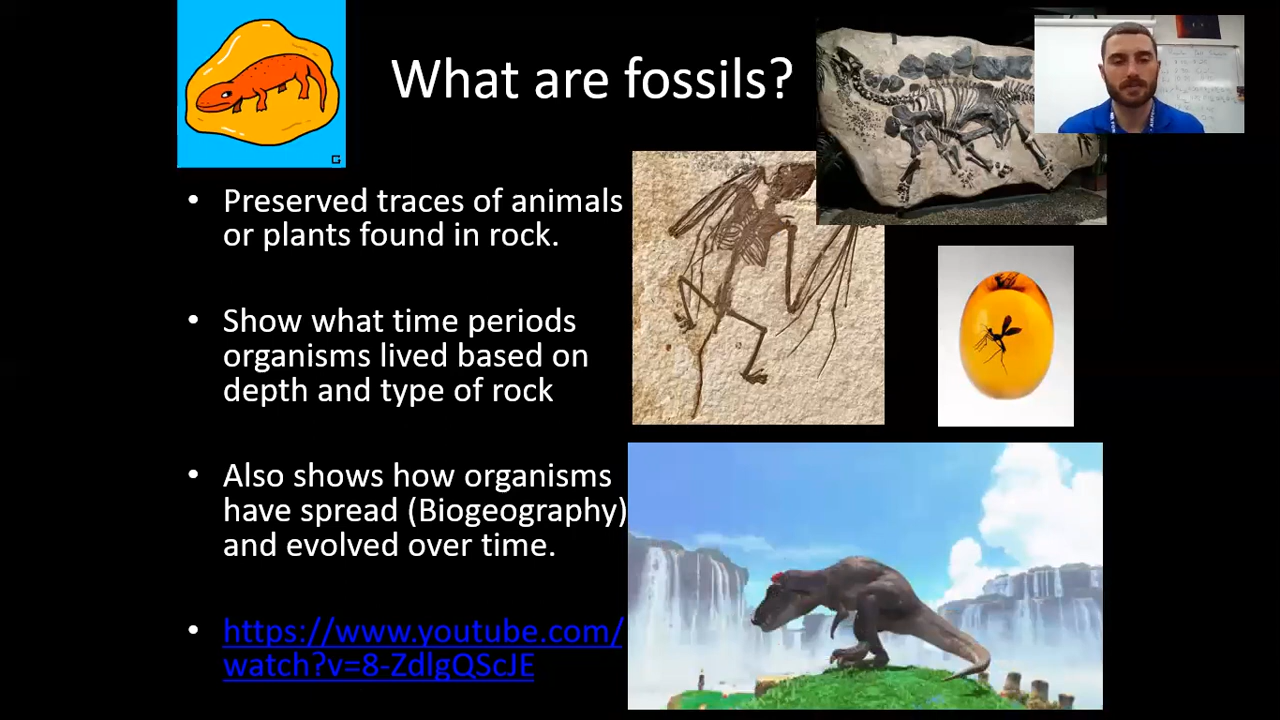 What are fossils?
• Preserved traces of animals
or plants found in rock.
• Show what time periods
organisms lived based on
depth and type of rock
• Also shows how organisms
have spread (Biogeography)
and evolved over time.
• https://www.youtube.com/
watch?v=8-ZdlgQScJE